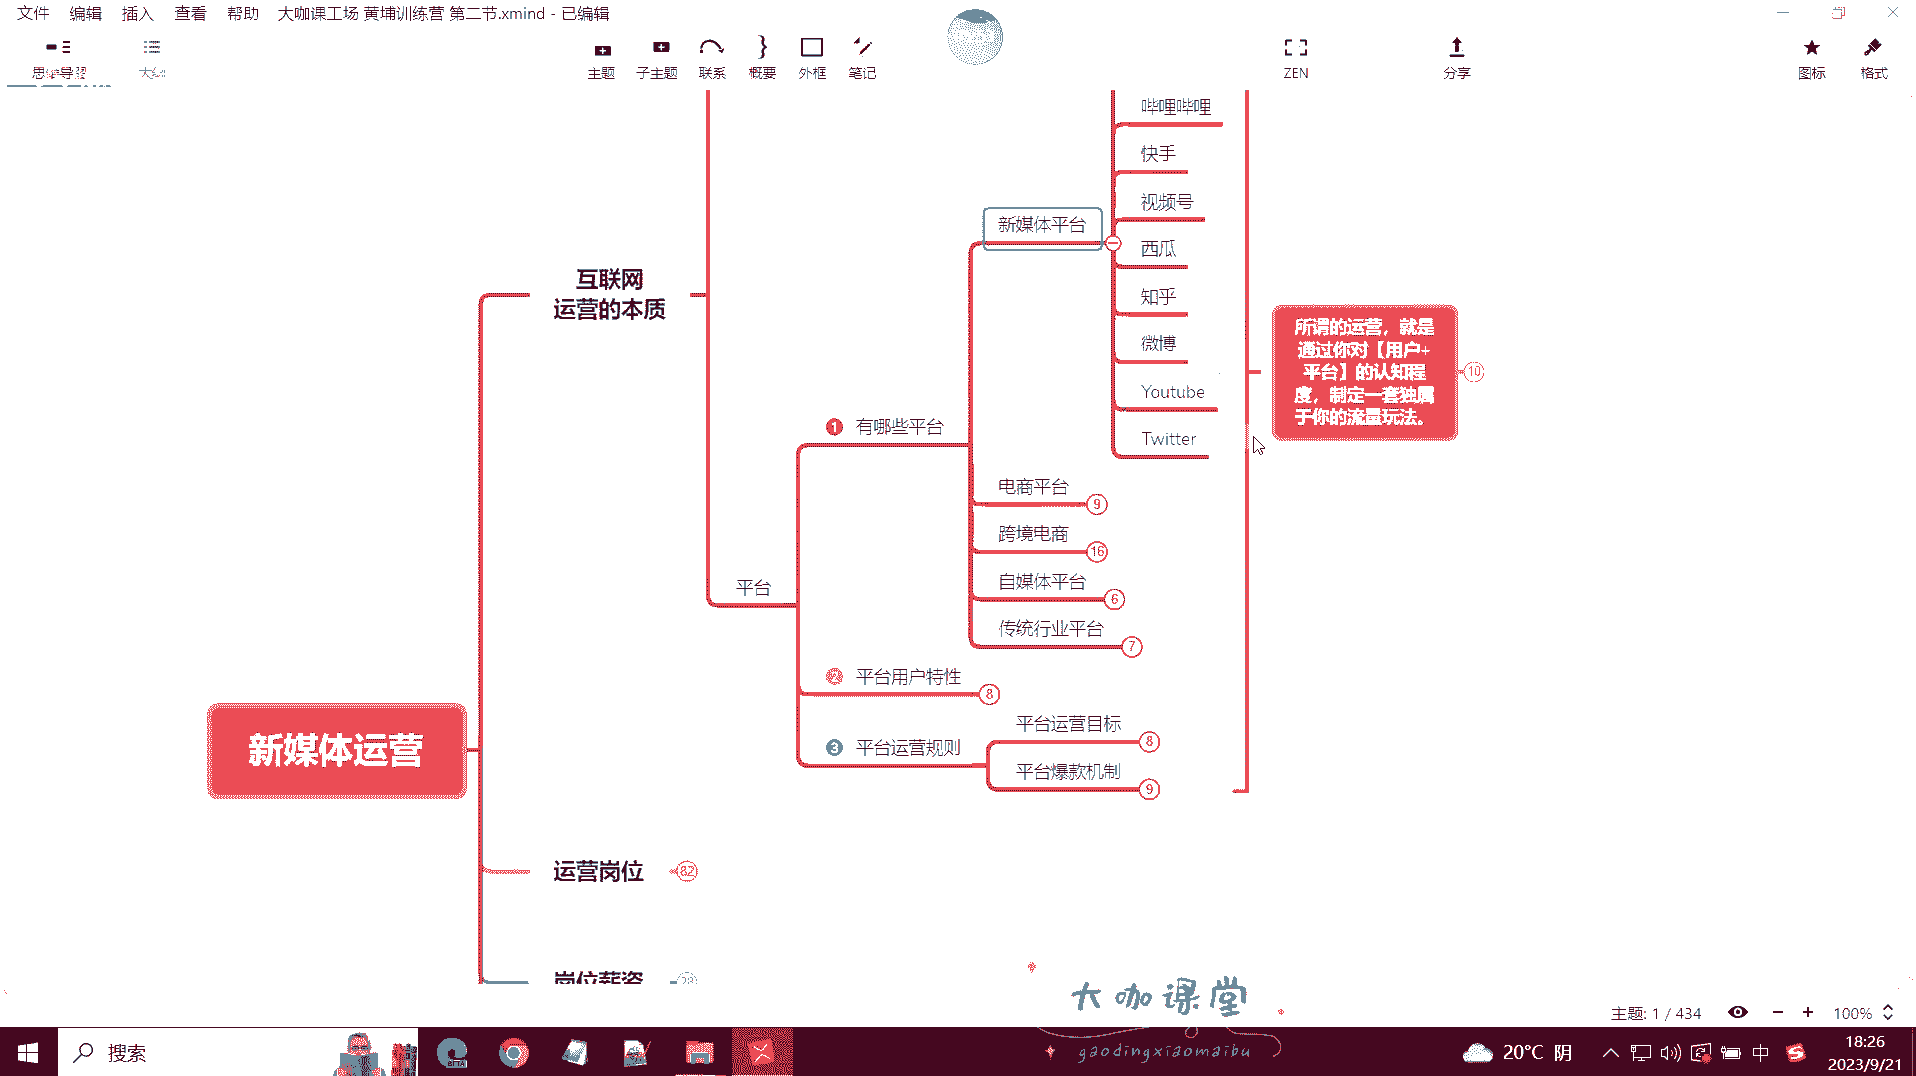 文件 编辑 插入 查看 帮助 大咖课工场 黄埔训练营 第二节.xmind - 已编辑
思维导图 大纲 主题 子主题 联系 概要 外框 笔记 ZEN 分享 图标 格式
哔哩哔哩
快手
视频号
新媒体平台
西瓜
知乎
微博
Youtube
Twitter
互联网
运营的本质
所谓的运营，就是
通过你对【用户+
平台】的认知程
度，制定一套独属
于你的流量玩法。
10
1 有哪些平台
电商平台 9
跨境电商 16
自媒体平台 6
传统行业平台 7
平台
2 平台用户特性 8
3 平台运营规则
平台运营目标 8
平台爆款机制 9
新媒体运营
运营岗位 82
岗位薪资 28
大咖课堂
gaodingxiaomaibu
主题: 1 / 434 100%
搜索
BETA
20°C 阴
中
18:26
2023/9/21